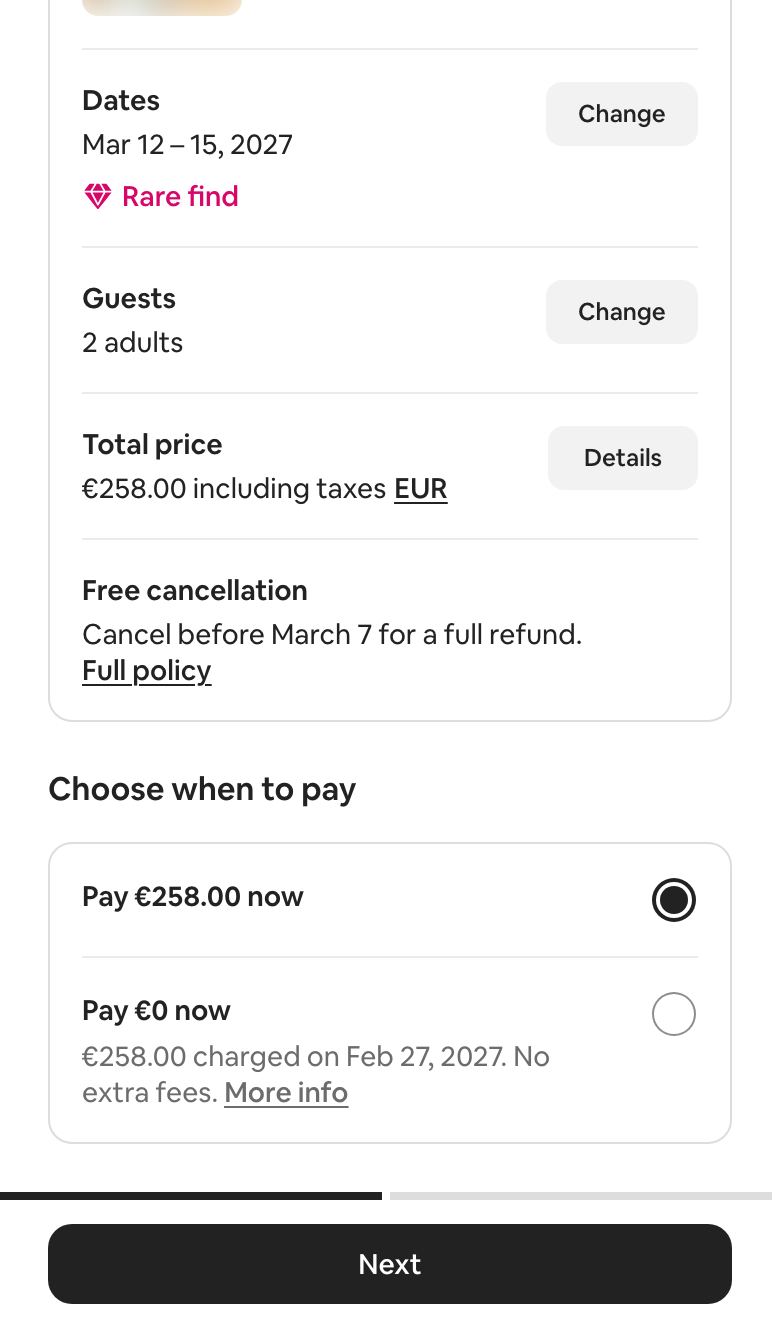 Dates
Change
Mar 12 – 15, 2027
Rare find
Guests
Change
2 adults
Total price
Details
€258.00 including taxes EUR
Free cancellation
Cancel before March 7 for a full refund.
Full policy
Choose when to pay
Pay €258.00 now
Pay €0 now
€258.00 charged on Feb 27, 2027. No
extra fees. More info
Next